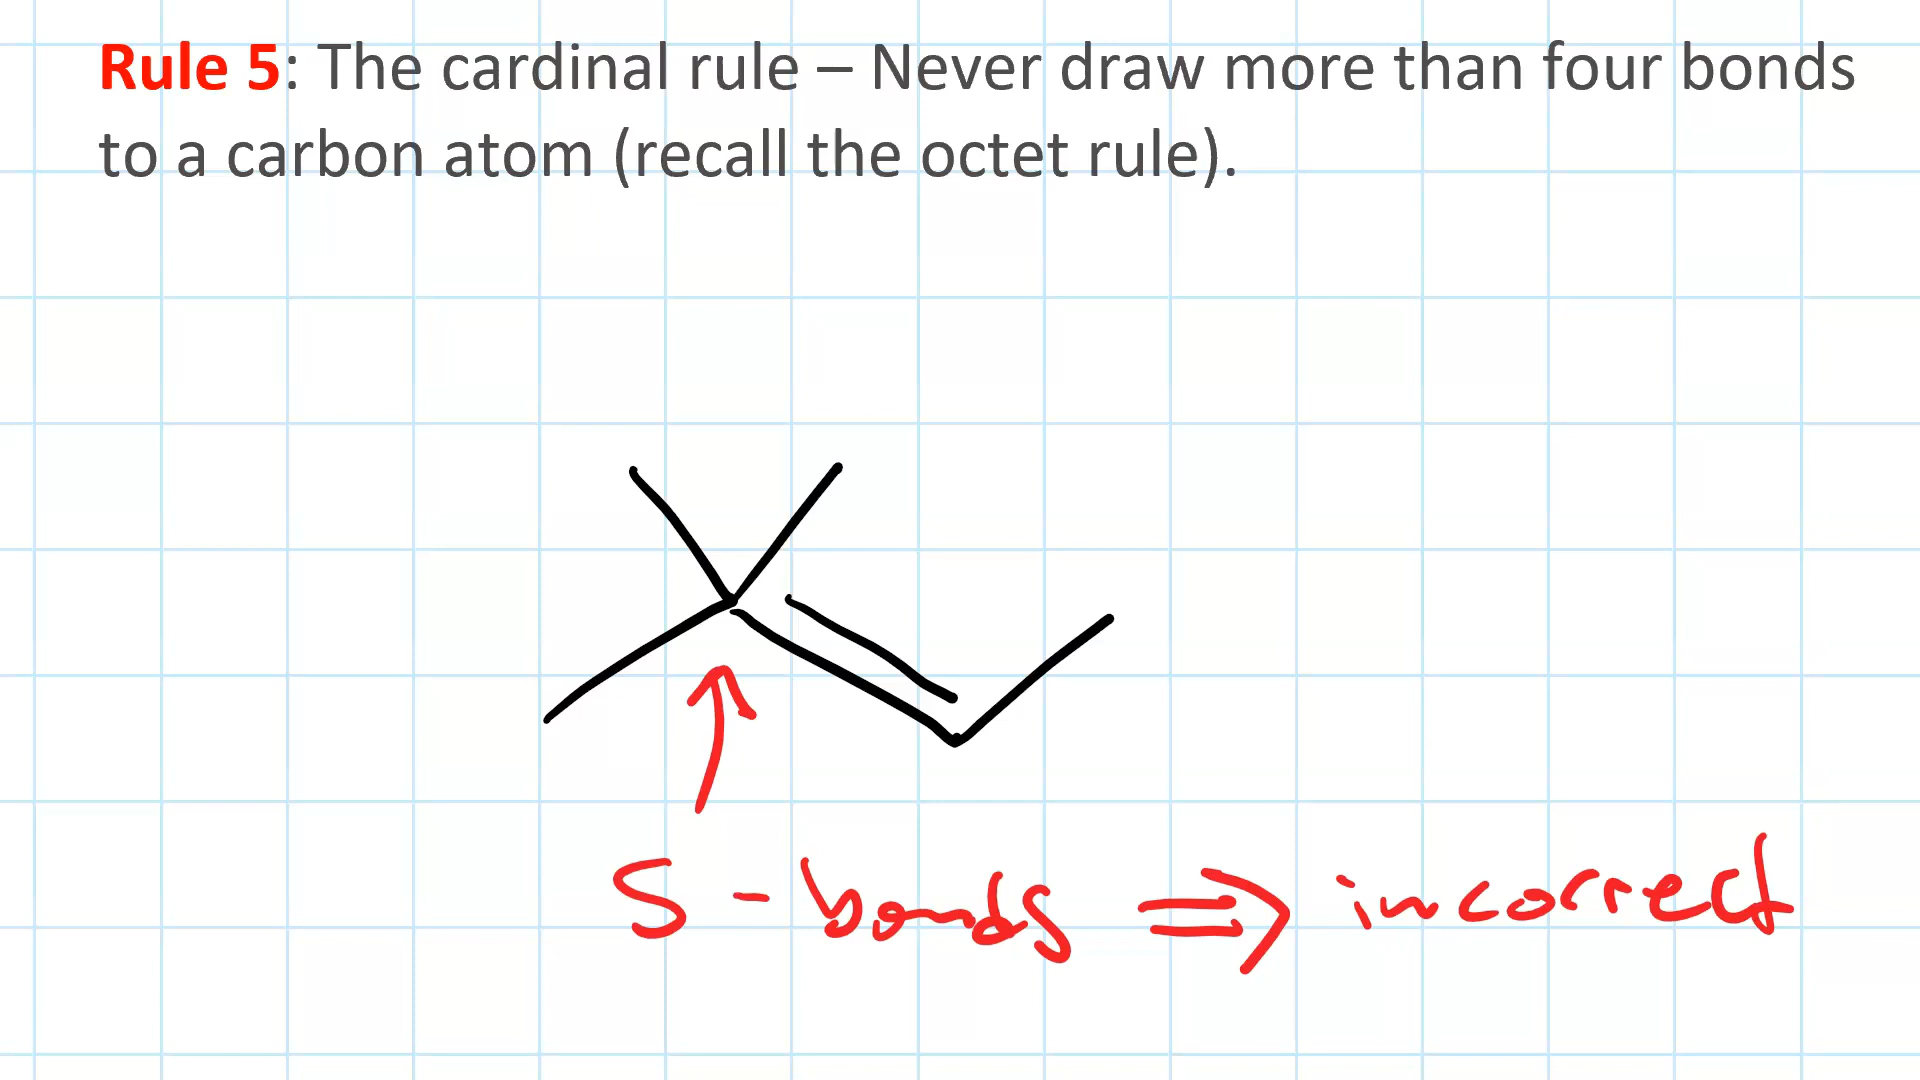 Rule 5: The cardinal rule – Never draw more than four bonds
to a carbon atom (recall the octet rule).
5-bonds ⇒ incorrect